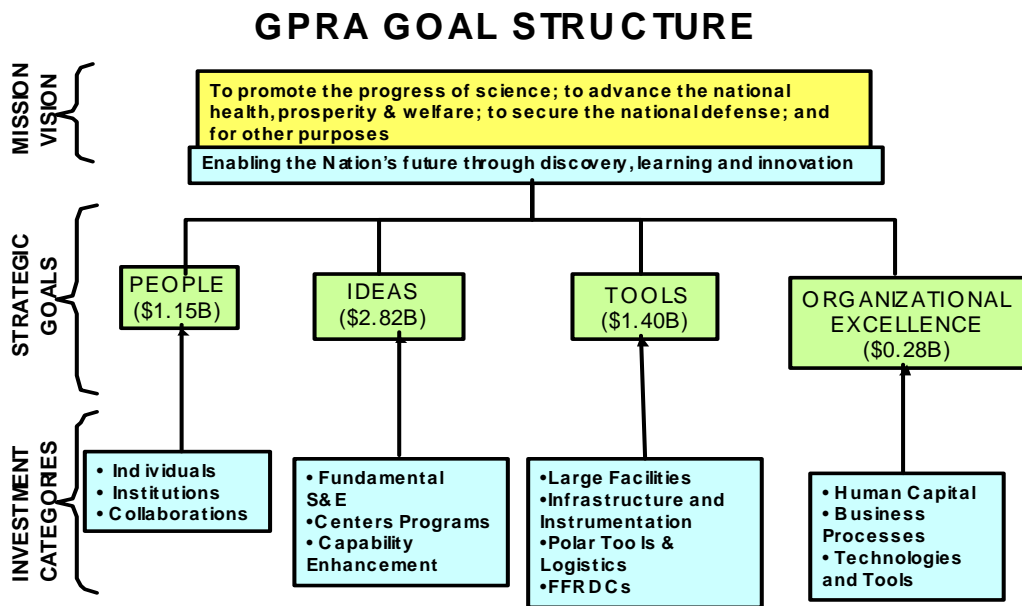 GPRA GOAL STRUCTURE
MISSION
VISION
To promote the progress of science; to advance the national
health, prosperity & welfare; to secure the national defense; and
for other purposes
Enabling the Nation's future through discovery, learning and innovation
STRATEGIC
GOALS
PEOPLE
($1.15B)
IDEAS
($2.82B)
TOOLS
($1.40B)
ORGANIZATIONAL
EXCELLENCE
($0.28B)
INVESTMENT
CATEGORIES
• Individuals
• Institutions
• Collaborations
• Fundamental
S&E
•Centers Programs
• Capability
Enhancement
•Large Facilities
•Infrastructure and
Instrumentation
•Polar Tools &
Logistics
•FFRDCs
• Human Capital
• Business
Processes
• Technologies
and Tools